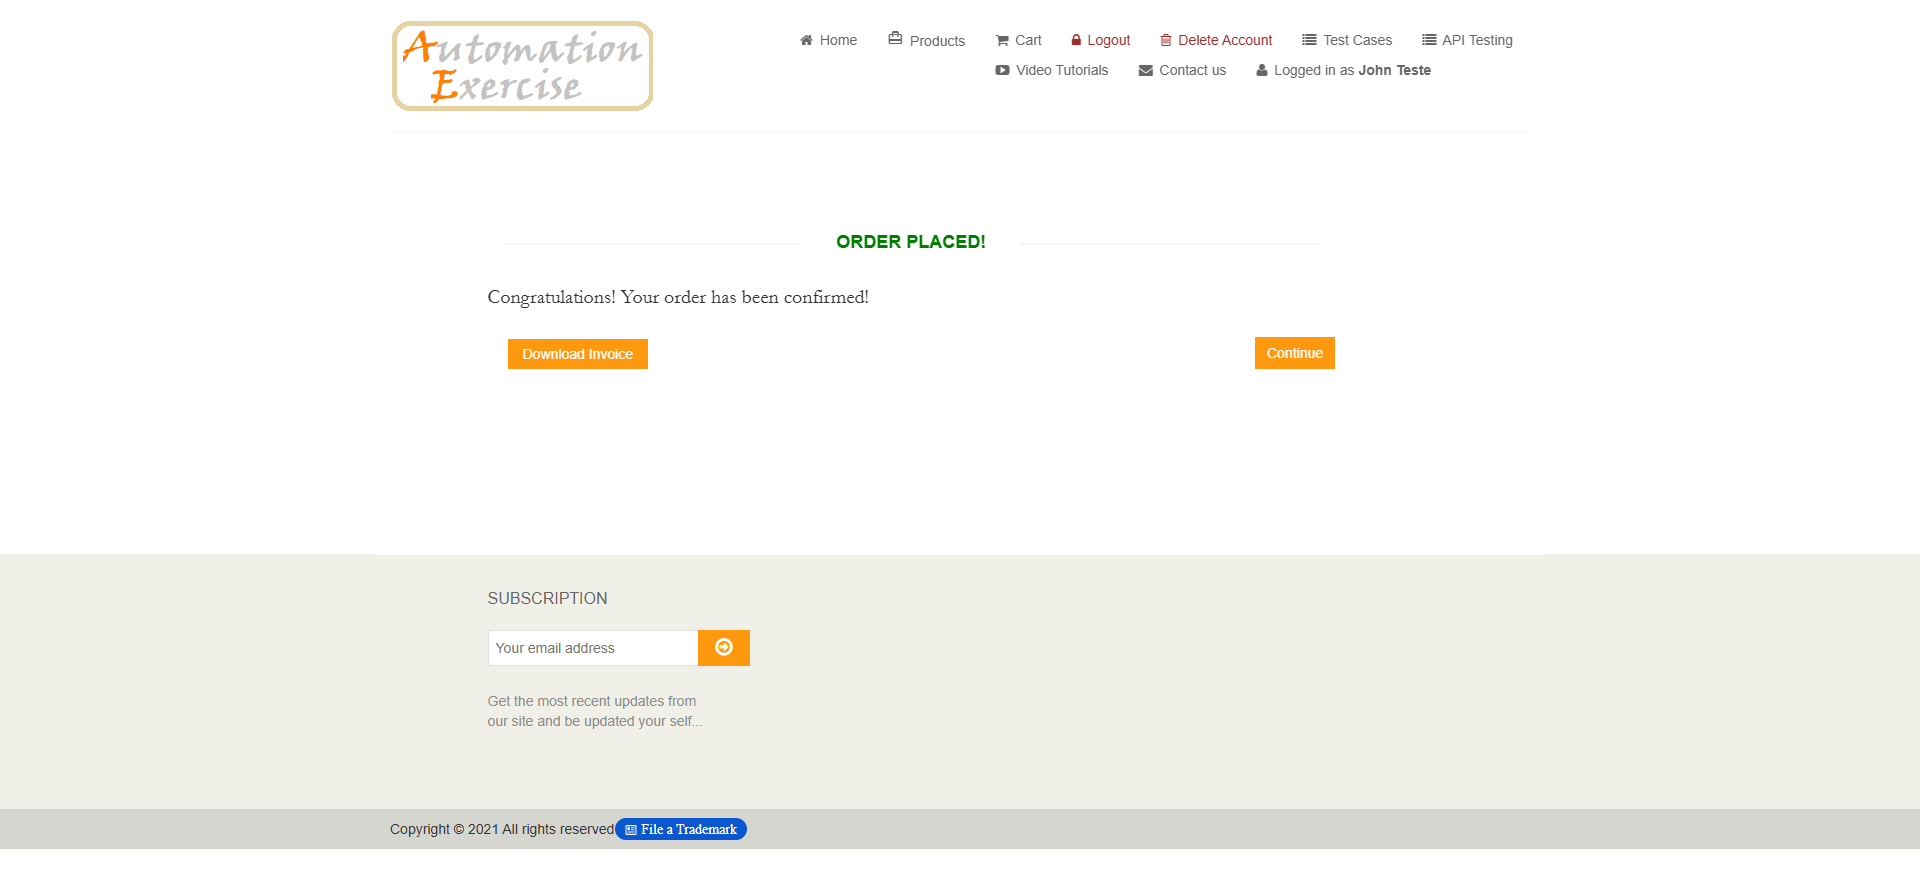 Automation
Exercise
Home Products Cart Logout Delete Account Test Cases API Testing
Video Tutorials Contact us Logged in as John Teste
ORDER PLACED!
Congratulations! Your order has been confirmed!
Download Invoice Continue
SUBSCRIPTION
Your email address
Get the most recent updates from
our site and be updated your self...
Copyright © 2021 All rights reserved File a Trademark